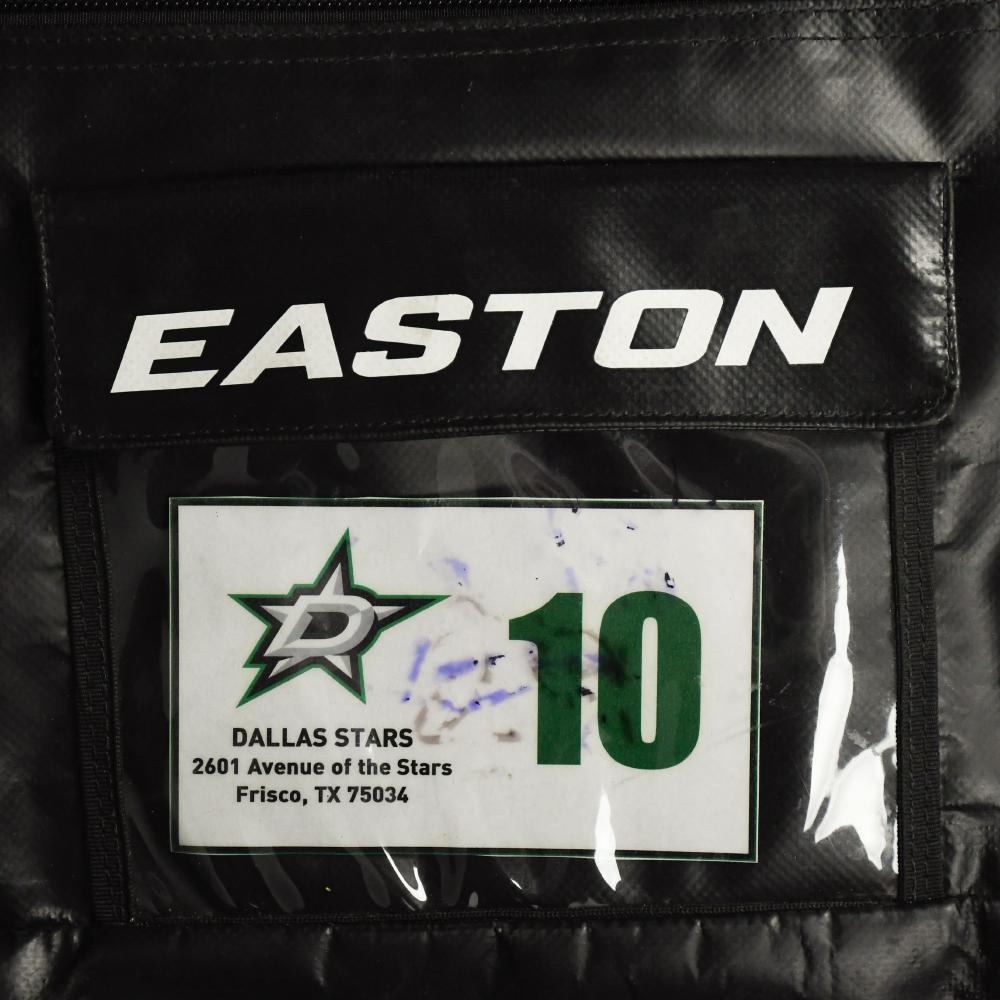 EASTON
D
10
DALLAS STARS
2601 Avenue of the Stars
Frisco, TX 75034